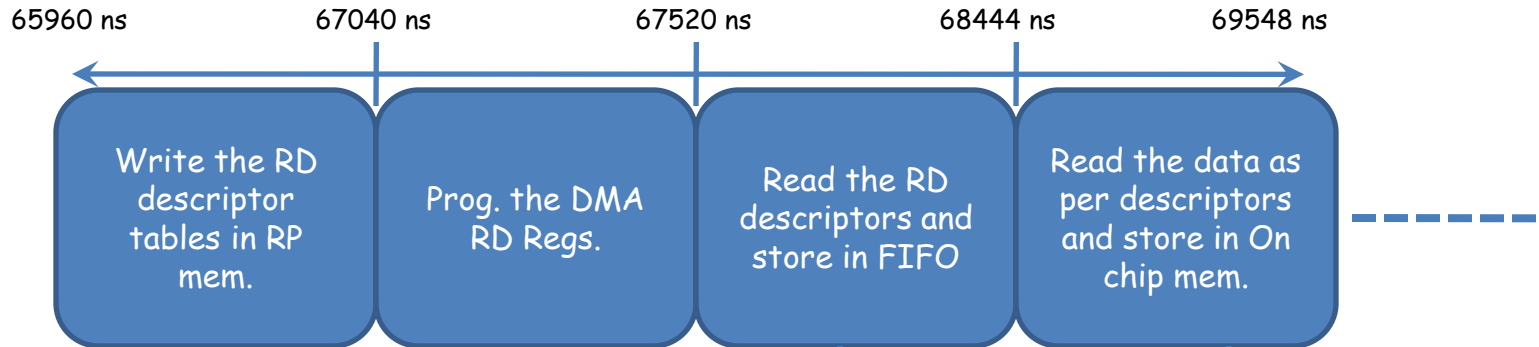 65960 ns
67040 ns
67520 ns
68444 ns
69548 ns
Write the RD
descriptor
tables in RP
mem.
Prog. the DMA
RD Regs.
Read the RD
descriptors and
store in FIFO
Read the data as
per descriptors
and store in On
chip mem.